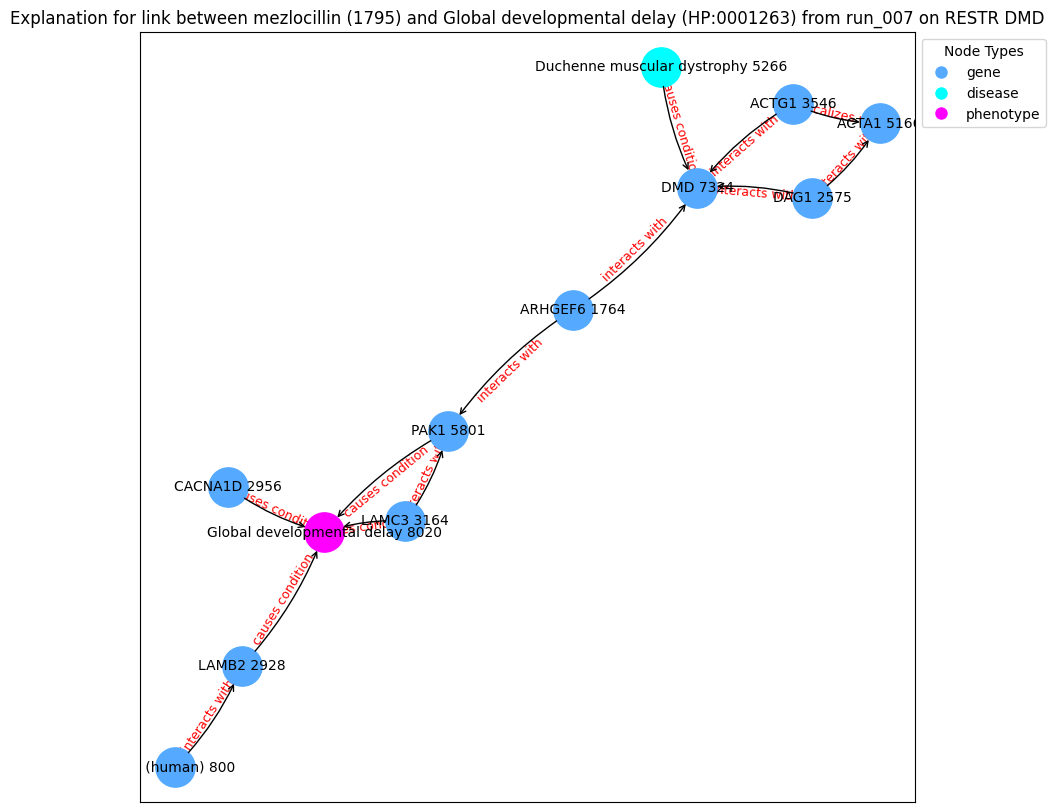 Explanation for link between mezlocillin (1795) and Global developmental delay (HP:0001263) from run_007 on RESTR DMD
Node Types
gene
disease
phenotype
Duchenne muscular dystrophy 5266
causes condition
ACTG1 3546
ACTA1 5166
interacts with
interacts with
DMD 7324
interacts with
DAG1 2575
interacts with
ARHGEF6 1764
interacts with
PAK1 5801
causes condition
interacts with
CACNA1D 2956
causes condition
LAMC3 3164
causes condition
Global developmental delay 8020
causes condition
LAMB2 2928
interacts with
(human) 800